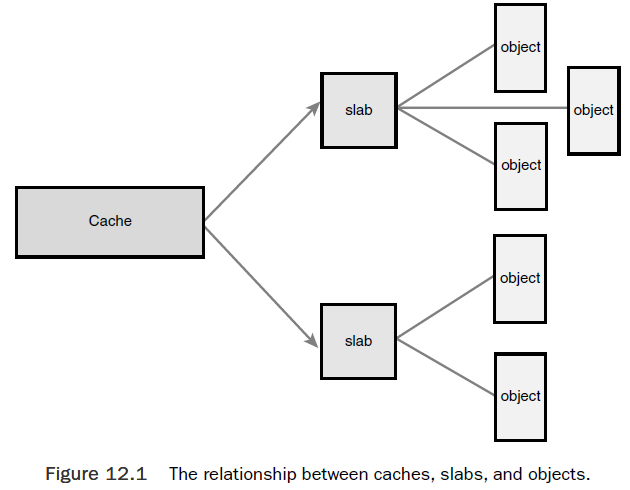 object
object
slab
object
Cache
object
slab
object
Figure 12.1 The relationship between caches, slabs, and objects.